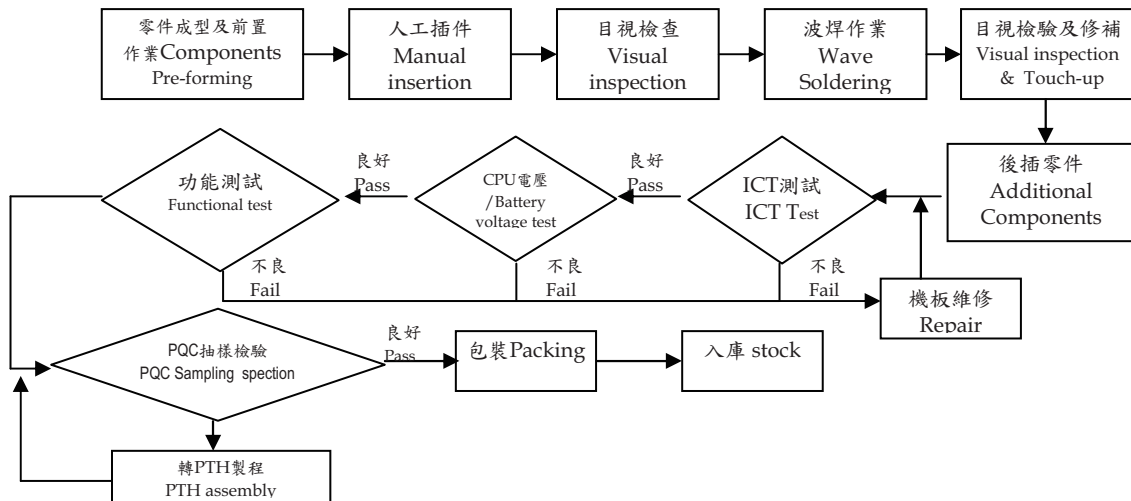 零件成型及前置
作業Components
Pre-forming
人工插件
Manual
insertion
目視檢查
Visual
inspection
波焊作業
Wave
Soldering
目視檢驗及修補
Visual inspection
& Touch-up
後插零件
Additional
Components
ICT測試
ICT Test
良好
Pass
CPU電壓
/Battery
voltage test
良好
Pass
功能測試
Functional test
不良
Fail
不良
Fail
不良
Fail
機板維修
Repair
PQC抽樣檢驗
PQC Sampling spection
良好
Pass
包裝Packing
入庫 stock
轉PTH製程
PTH assembly